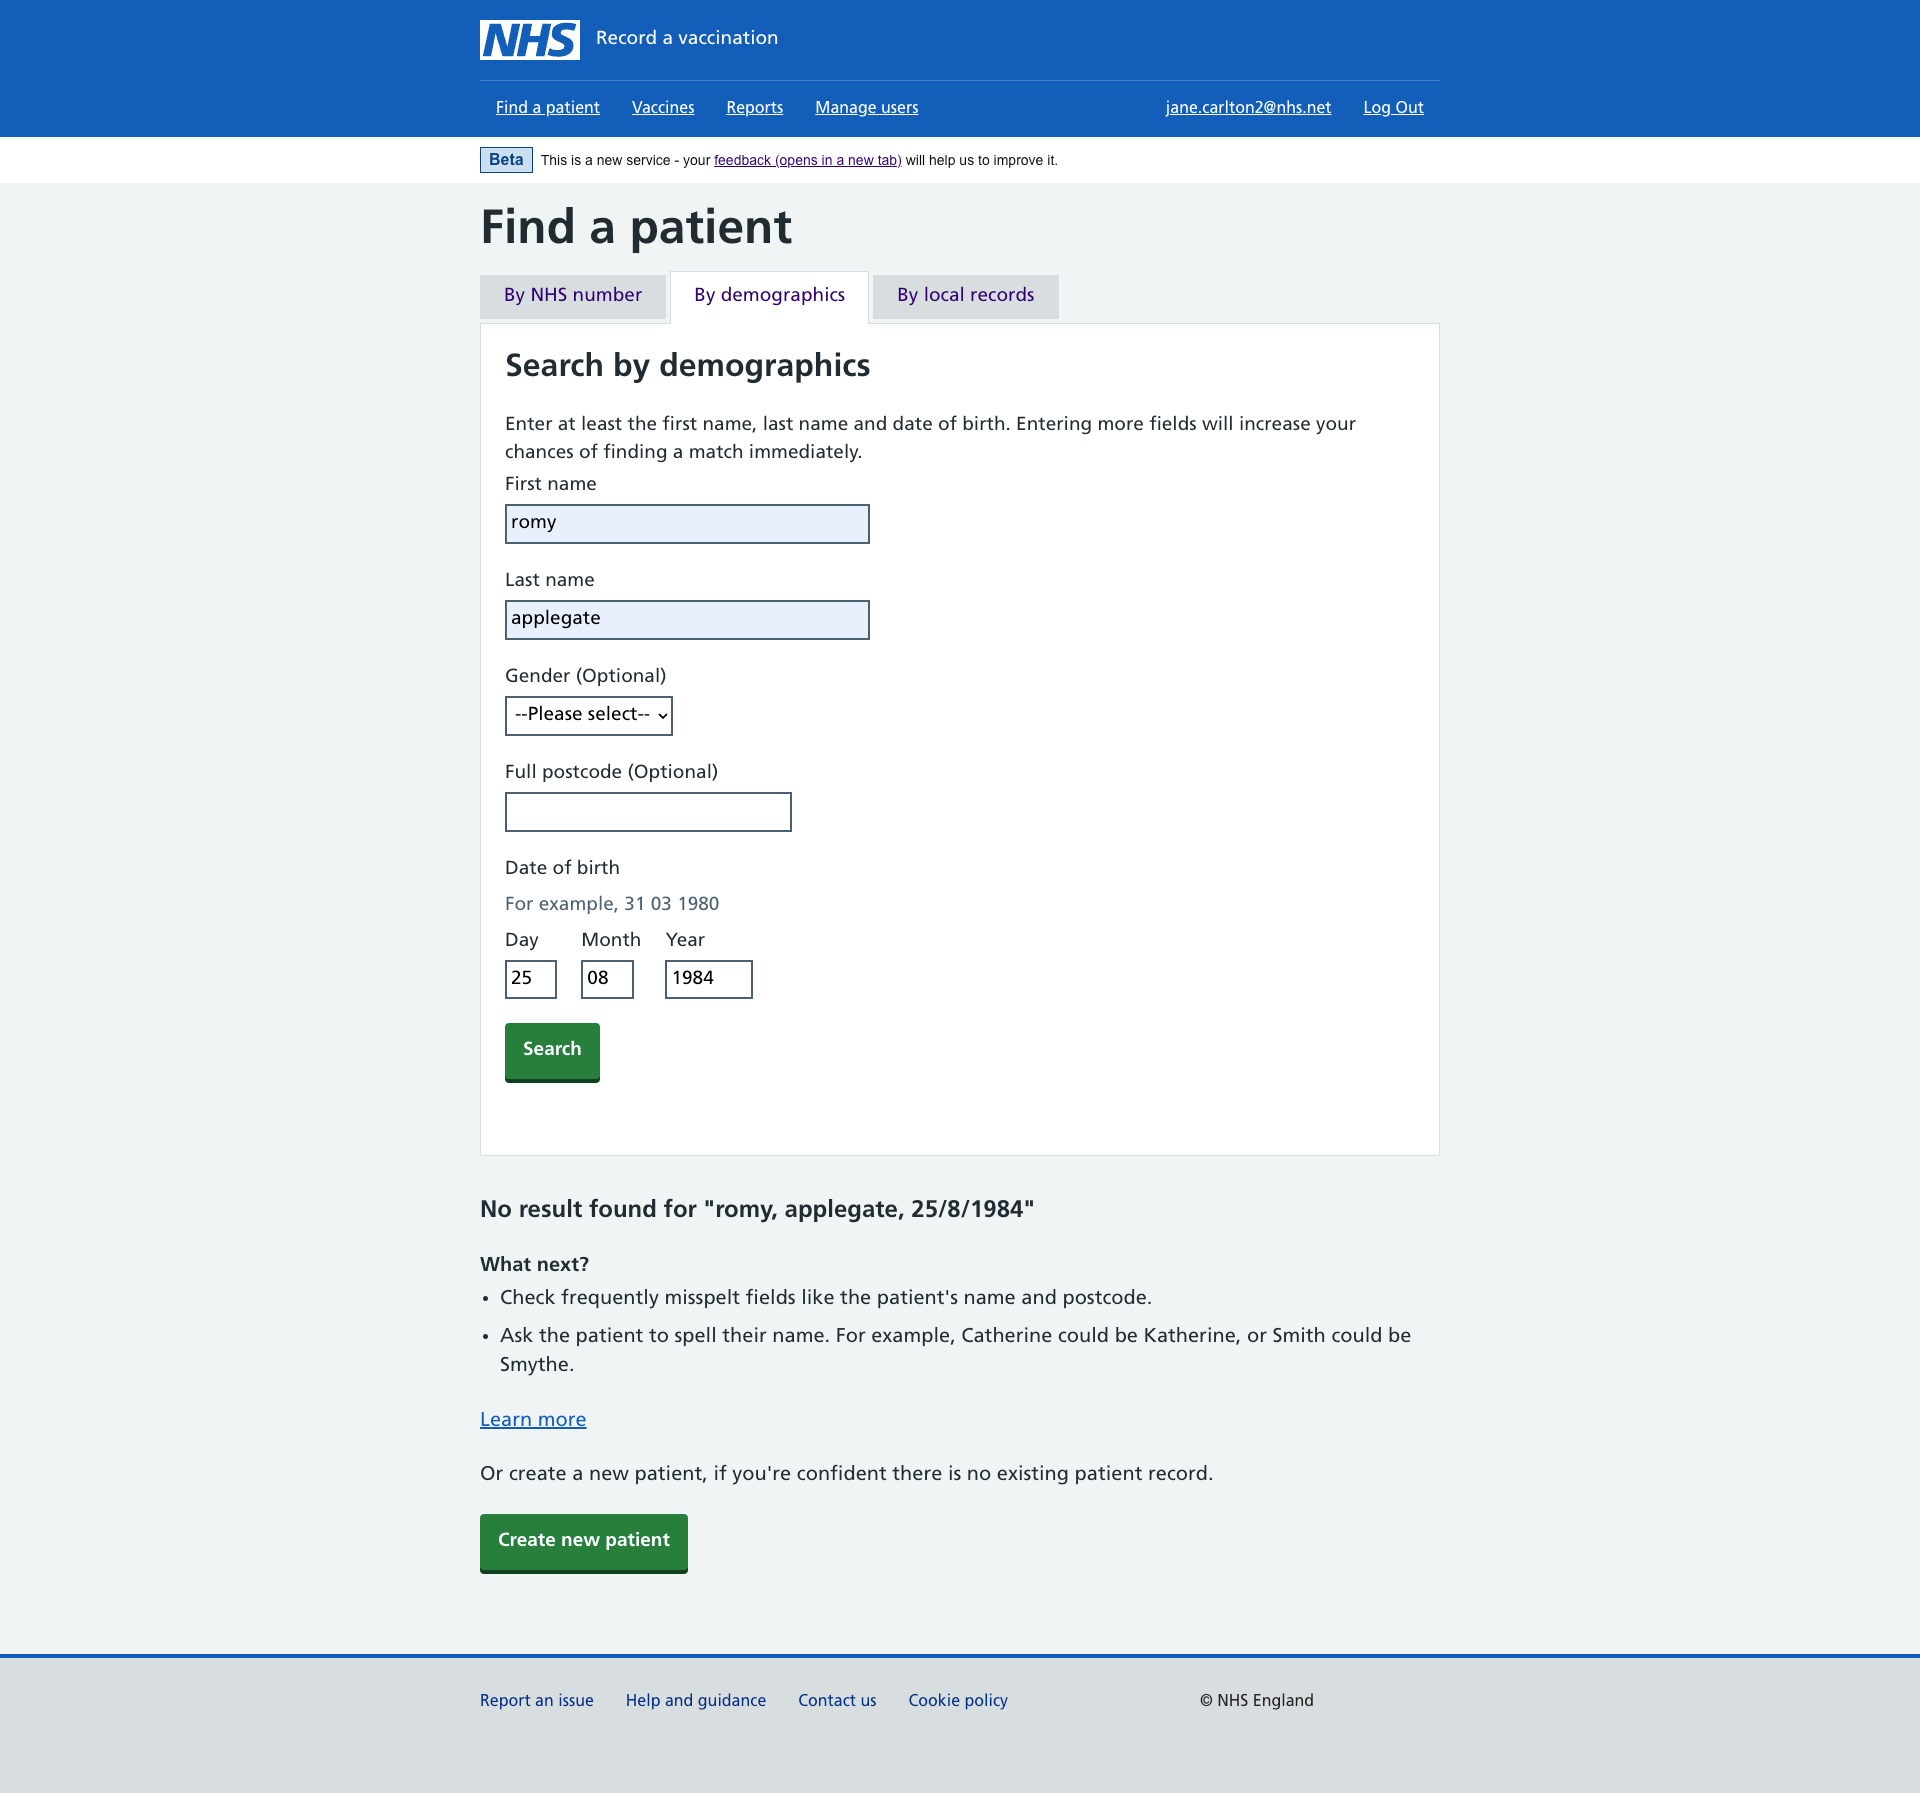 NHS Record a vaccination
Find a patient Vaccines Reports Manage users jane.carlton2@nhs.net Log Out
Beta This is a new service - your feedback (opens in a new tab) will help us to improve it.
Find a patient
By NHS number By demographics By local records
Search by demographics
Enter at least the first name, last name and date of birth. Entering more fields will increase your
chances of finding a match immediately.
First name
romy
Last name
applegate
Gender (Optional)
--Please select--
Full postcode (Optional)
Date of birth
For example, 31 03 1980
Day Month Year
25 08 1984
Search
No result found for "romy, applegate, 25/8/1984"
What next?
• Check frequently misspelt fields like the patient's name and postcode.
• Ask the patient to spell their name. For example, Catherine could be Katherine, or Smith could be
Smythe.
Learn more
Or create a new patient, if you're confident there is no existing patient record.
Create new patient
Report an issue Help and guidance Contact us Cookie policy © NHS England